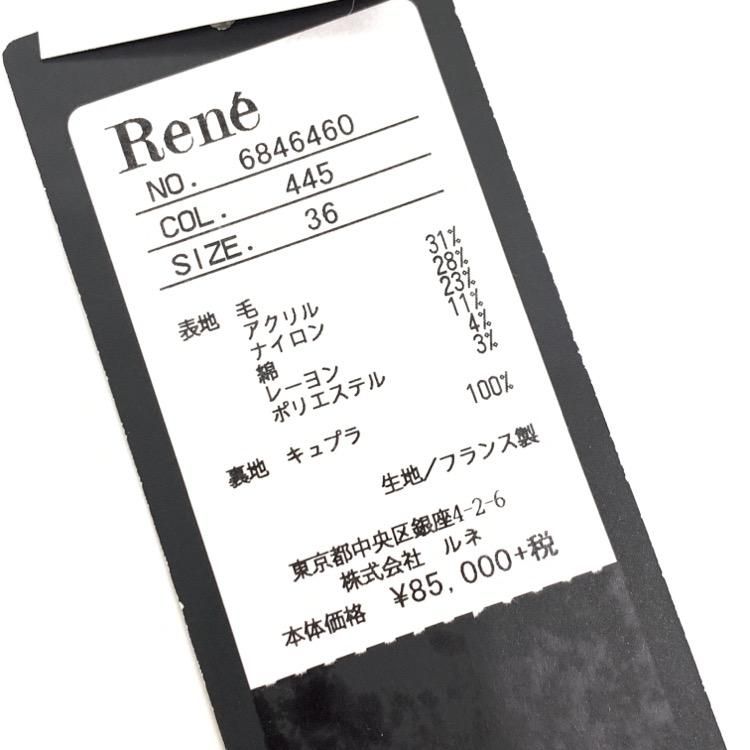 René
NO. 6846460
COL. 445
SIZE. 36
表地 毛 31%
アクリル 28%
ナイロン 23%
綿 11%
レーヨン 4%
ポリエステル 3%
裏地 キュプラ 100%
生地/フランス製
東京都中央区銀座4-2-6
株式会社 ルネ
本体価格 ¥85,000+税